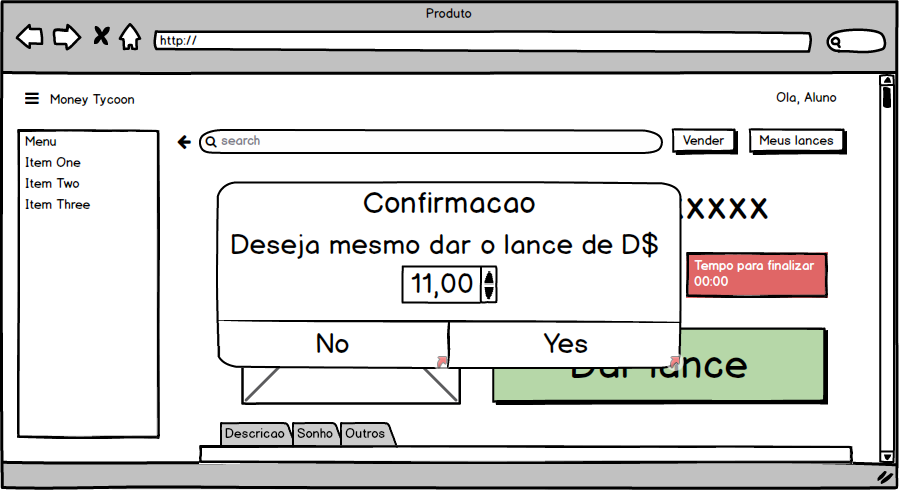 Produto
http://
Money Tycoon
Ola, Aluno
Menu
Item One
Item Two
Item Three
search
Vender
Meus lances
Confirmacao
Deseja mesmo dar o lance de D$
11,00
No
Yes
xxxx
Tempo para finalizar
00:00
Dar lance
Descricao
Sonho
Outros